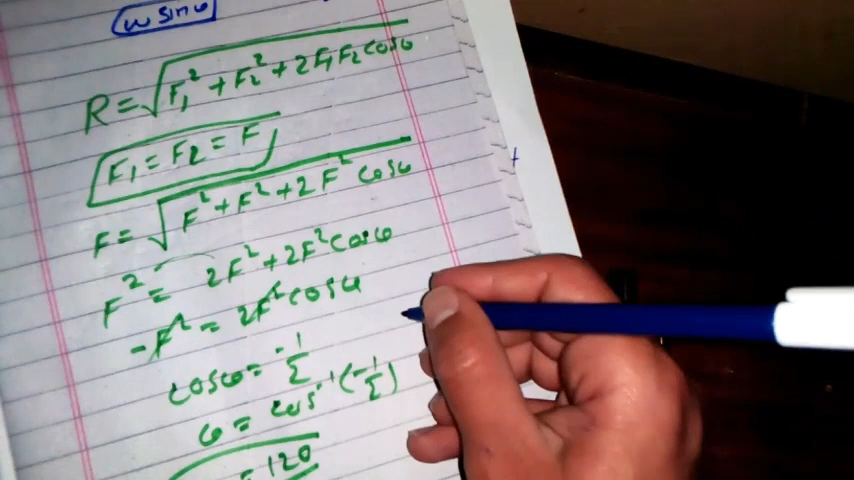 w sinθ
R = √F₁² + F₂² + 2F₁F₂ cosθ
F₁ = F₂ = F
F = √F² + F² + 2F² cosθ
F² = 2F² + 2F² cosθ
-F² = 2F² cosθ
cosθ = -1/2
θ = cos⁻¹(-1/2)
= 120